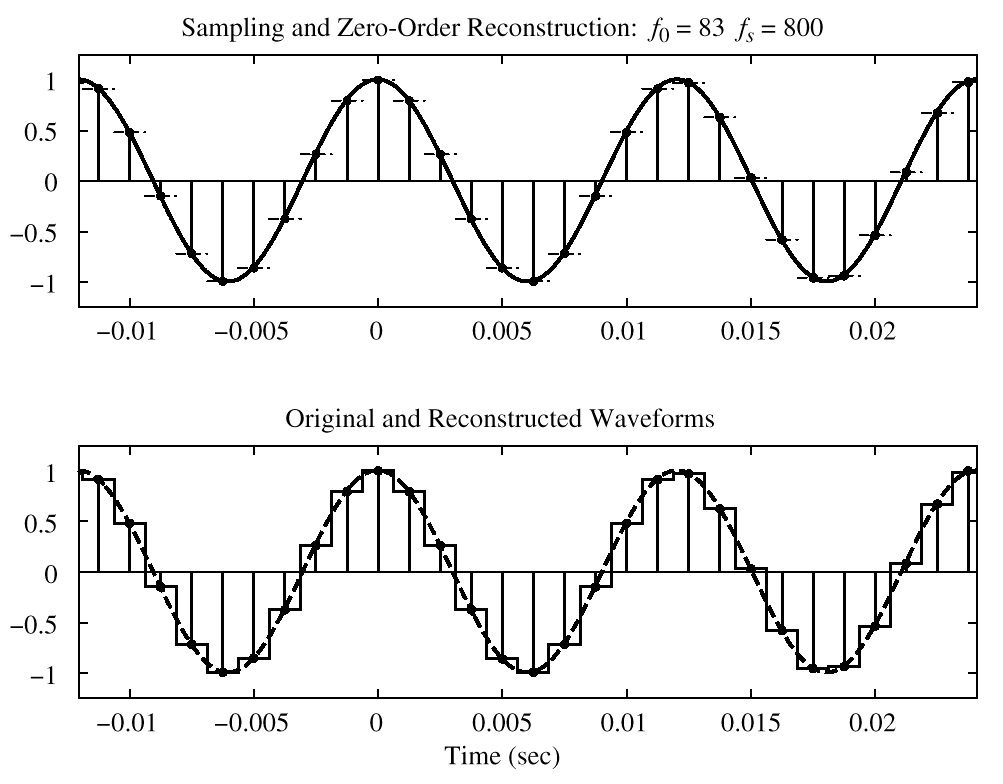 Sampling and Zero-Order Reconstruction: f0 = 83 fs = 800
1
0.5
0
−0.5
−1
−0.01 −0.005 0 0.005 0.01 0.015 0.02
Original and Reconstructed Waveforms
1
0.5
0
−0.5
−1
−0.01 −0.005 0 0.005 0.01 0.015 0.02
Time (sec)